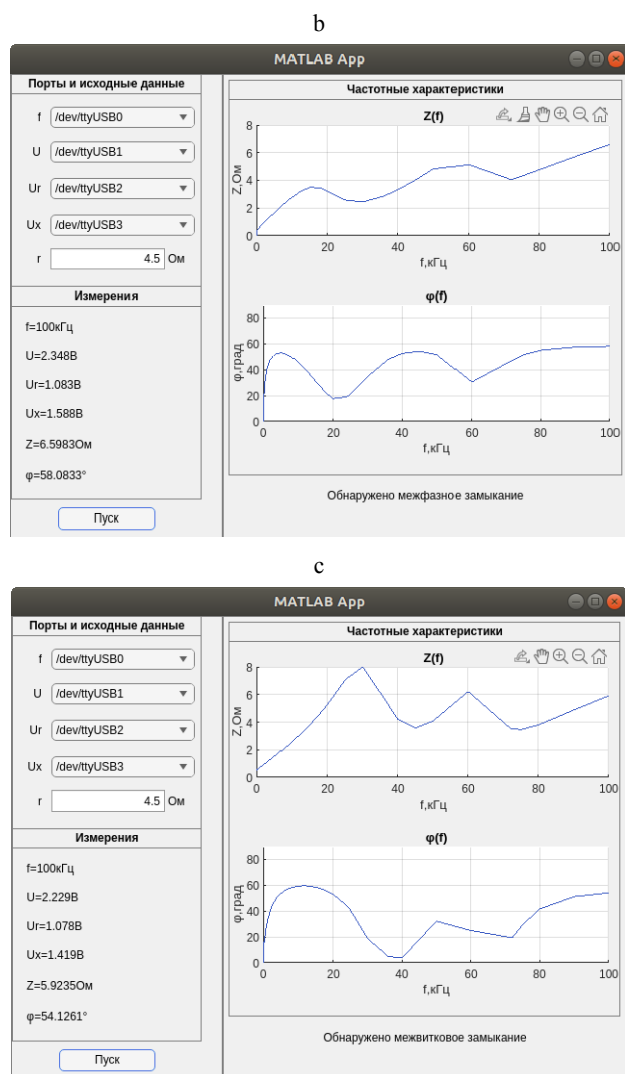 b
MATLAB App
Порты и исходные данные
f /dev/ttyUSB0
U /dev/ttyUSB1
Ur /dev/ttyUSB2
Ux /dev/ttyUSB3
r 4.5 Ом
Измерения
f=100кГц
U=2.348В
Ur=1.083В
Ux=1.588В
Z=6.5983Ом
φ=58.0833°
Пуск
Частотные характеристики
Z(f)
Z,Ом
8
6
4
2
0
0 20 40 60 80 100
f,кГц
φ(f)
φ,град
80
60
40
20
0
0 20 40 60 80 100
f,кГц
Обнаружено межфазное замыкание
c
MATLAB App
Порты и исходные данные
f /dev/ttyUSB0
U /dev/ttyUSB1
Ur /dev/ttyUSB2
Ux /dev/ttyUSB3
r 4.5 Ом
Измерения
f=100кГц
U=2.229В
Ur=1.078В
Ux=1.419В
Z=5.9235Ом
φ=54.1261°
Пуск
Частотные характеристики
Z(f)
Z,Ом
8
6
4
2
0
0 20 40 60 80 100
f,кГц
φ(f)
φ,град
80
60
40
20
0
0 20 40 60 80 100
f,кГц
Обнаружено межвитковое замыкание